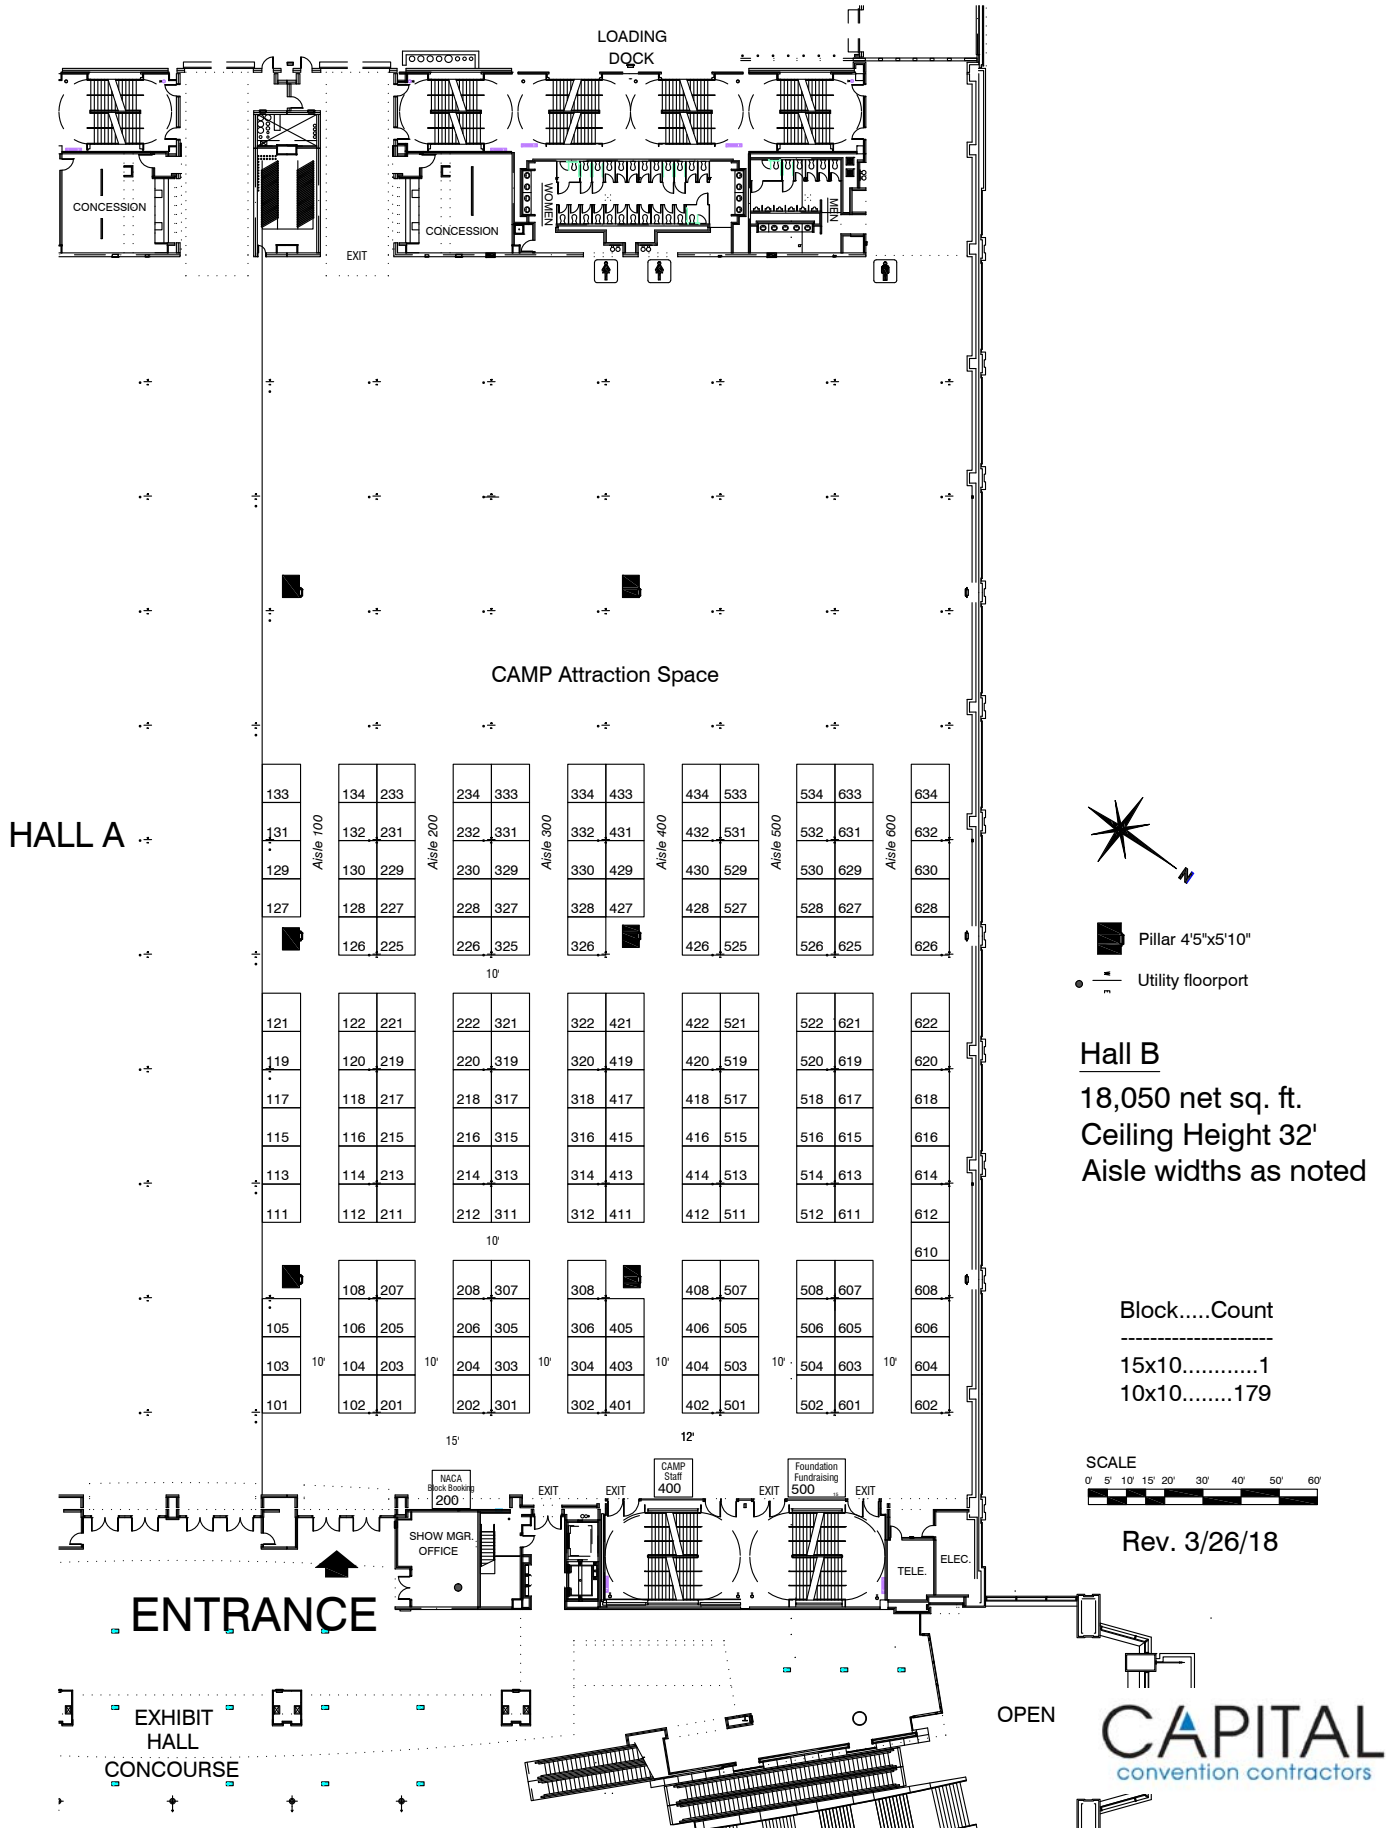 LOADING
DOCK
CONCESSION
CONCESSION
WOMEN
MEN
EXIT
CAMP Attraction Space
HALL A
133 134 233 234 333 334 433 434 533 534 633 634
131 132 231 232 331 332 431 432 531 532 631 632
Aisle 100 Aisle 200 Aisle 300 Aisle 400 Aisle 500 Aisle 600
129 130 229 230 329 330 429 430 529 530 629 630
127 128 227 228 327 328 427 428 527 528 627 628
126 225 226 325 326 426 525 526 625 626
10'
121 122 221 222 321 322 421 422 521 522 621 622
119 120 219 220 319 320 419 420 519 520 619 620
117 118 217 218 317 318 417 418 517 518 617 618
115 116 215 216 315 316 415 416 515 516 615 616
113 114 213 214 313 314 413 414 513 514 613 614
111 112 211 212 311 312 411 412 511 512 611 612
10'
610
108 207 208 307 308 408 507 508 607 608
105 106 205 206 305 306 405 406 505 506 605 606
103 10' 104 203 10' 204 303 10' 304 403 10' 404 503 10' 504 603 10' 604
101 102 201 202 301 302 401 402 501 502 601 602
15'
12'
NACA
Block Booking
200
CAMP
Staff
400
Foundation
Fundraising
500
EXIT EXIT EXIT EXIT
SHOW MGR.
OFFICE
TELE.
ELEC.
ENTRANCE
EXHIBIT
HALL
CONCOURSE
OPEN
N
Pillar 4'5"x5'10"
Utility floorport
Hall B
18,050 net sq. ft.
Ceiling Height 32'
Aisle widths as noted
Block.....Count
----------------------
15x10............1
10x10........179
SCALE
0' 5' 10' 15' 20' 30' 40' 50' 60'
Rev. 3/26/18
CAPITAL
convention contractors